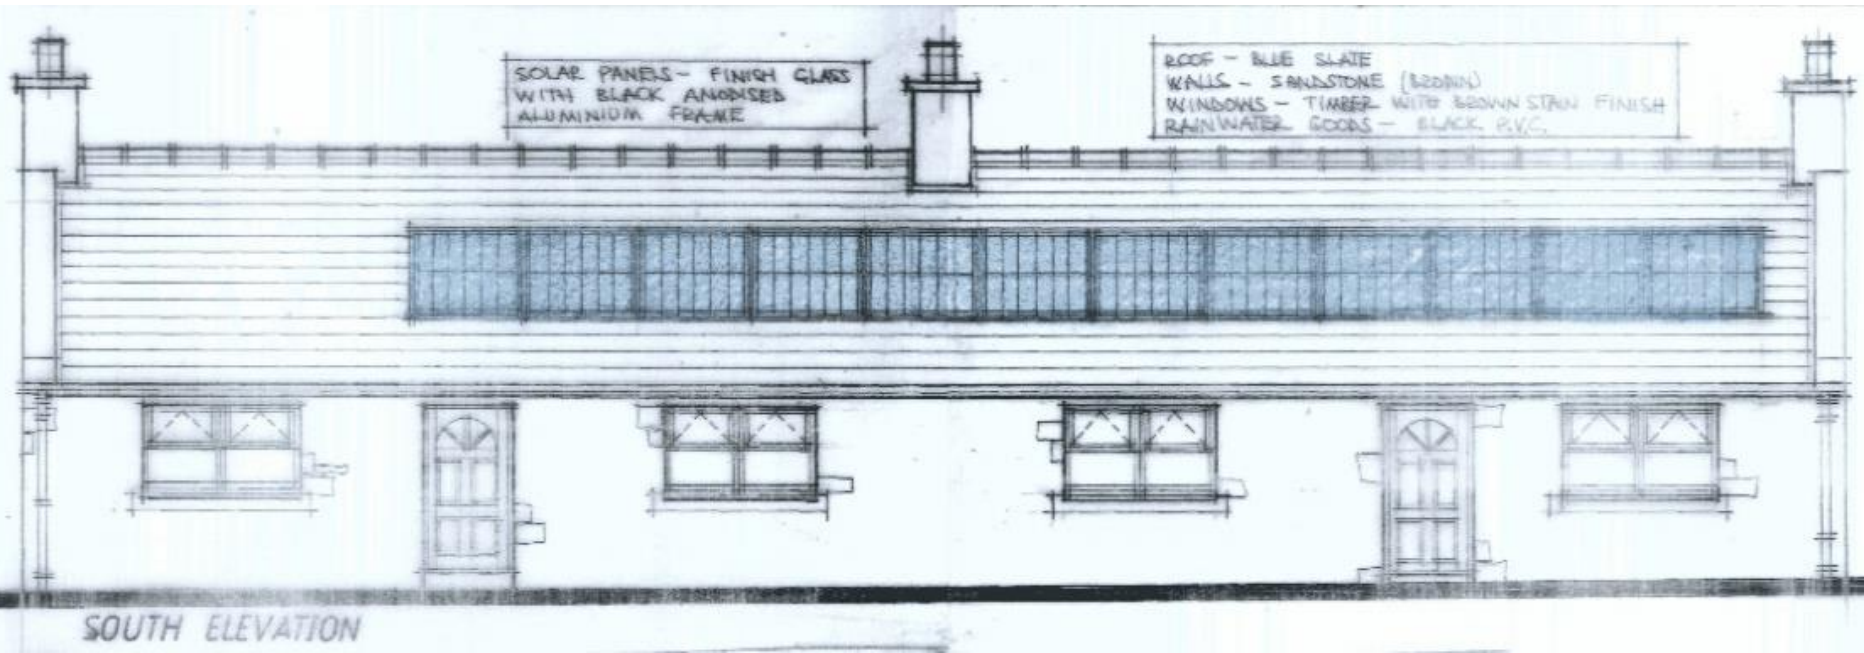 SOLAR PANELS - FINISH GLASS
WITH BLACK ANODISED
ALUMINIUM FRAME
ROOF - BLUE SLATE
WALLS - SANDSTONE (BROWN)
WINDOWS - TIMBER WITH BROWN STAIN FINISH
RAINWATER GOODS - BLACK P.V.C.
SOUTH ELEVATION